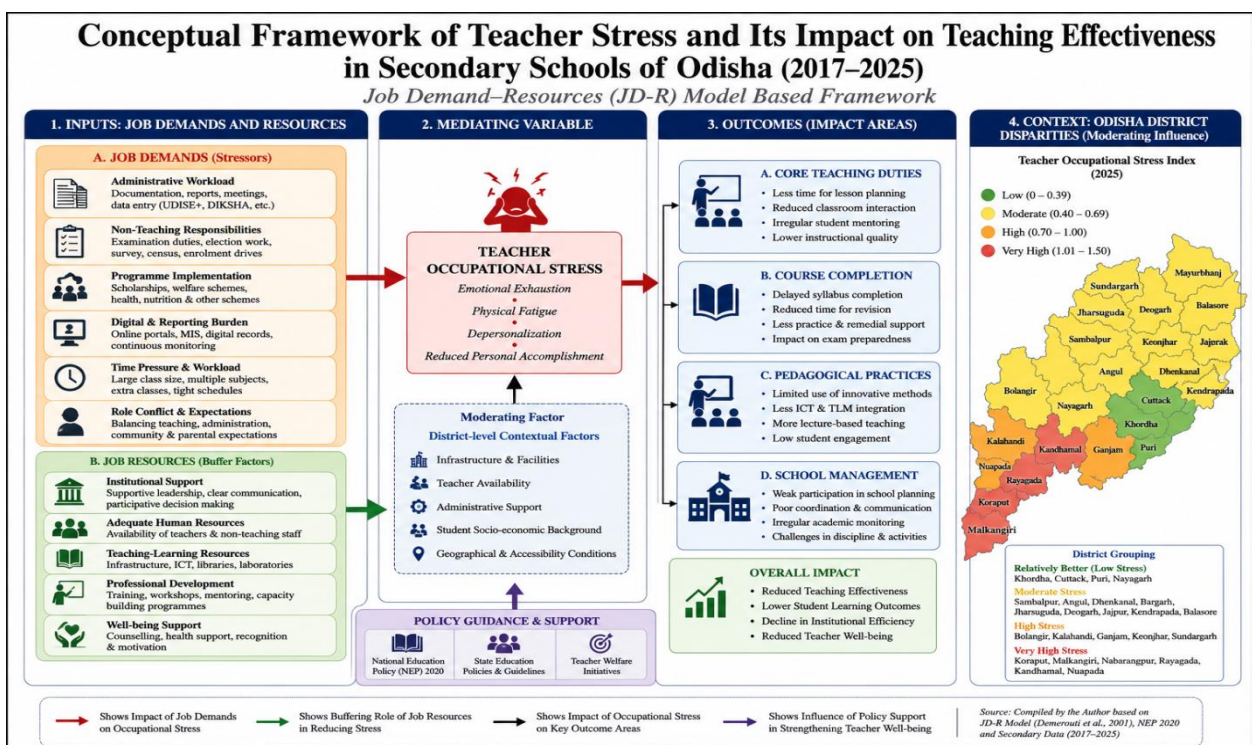 Conceptual Framework of Teacher Stress and Its Impact on Teaching Effectiveness
in Secondary Schools of Odisha (2017–2025)
Job Demand–Resources (JD-R) Model Based Framework
1. INPUTS: JOB DEMANDS AND RESOURCES
A. JOB DEMANDS (Stressors)
Administrative Workload
Documentation, reports, meetings,
data entry (UDISE+, DIKSHA, etc.)
Non-Teaching Responsibilities
Examination duties, election work,
survey, census, enrolment drives
Programme Implementation
Scholarships, welfare schemes,
health, nutrition & other schemes
Digital & Reporting Burden
Online portals, MIS, digital records,
continuous monitoring
Time Pressure & Workload
Large class size, multiple subjects,
extra classes, tight schedules
Role Conflict & Expectations
Balancing teaching, administration,
community & parental expectations
B. JOB RESOURCES (Buffer Factors)
Institutional Support
Supportive leadership, clear communication,
participative decision making
Adequate Human Resources
Availability of teachers & non-teaching staff
Teaching-Learning Resources
Infrastructure, ICT, libraries, laboratories
Professional Development
Training, workshops, mentoring, capacity
building programmes
Well-being Support
Counselling, health support, recognition
& motivation
2. MEDIATING VARIABLE
TEACHER
OCCUPATIONAL STRESS
Emotional Exhaustion
•
Physical Fatigue
•
Depersonalization
•
Reduced Personal Accomplishment
Moderating Factor
District-level Contextual Factors
Infrastructure & Facilities
Teacher Availability
Administrative Support
Student Socio-economic Background
Geographical & Accessibility Conditions
POLICY GUIDANCE & SUPPORT
National Education
Policy (NEP) 2020
State Education
Policies & Guidelines
Teacher Welfare
Initiatives
3. OUTCOMES (IMPACT AREAS)
A. CORE TEACHING DUTIES
• Less time for lesson planning
• Reduced classroom interaction
• Irregular student mentoring
• Lower instructional quality
B. COURSE COMPLETION
• Delayed syllabus completion
• Reduced time for revision
• Less practice & remedial support
• Impact on exam preparedness
C. PEDAGOGICAL PRACTICES
• Limited use of innovative methods
• Less ICT & TLM integration
• More lecture-based teaching
• Low student engagement
D. SCHOOL MANAGEMENT
• Weak participation in school planning
• Poor coordination & communication
• Irregular academic monitoring
• Challenges in discipline & activities
OVERALL IMPACT
• Reduced Teaching Effectiveness
• Lower Student Learning Outcomes
• Decline in Institutional Efficiency
• Reduced Teacher Well-being
4. CONTEXT: ODISHA DISTRICT
DISPARITIES (Moderating Influence)
Teacher Occupational Stress Index
(2025)
Low (0 – 0.39)
Moderate (0.40 – 0.69)
High (0.70 – 1.00)
Very High (1.01 – 1.50)
Mayurbhanj
Sundargarh
Balasore
Jharsuguda
Deogarh
Sambalpur
Keonjhar
Jajerak
Angul
Dhenkanal
Bolangir
Kendrapada
Cuttack
Nayagarh
Khordha
Kalahandi
Kandhamal
Ganjam
Puri
Nuapada
Rayagada
Koraput
Malkangiri
District Grouping
Relatively Better (Low Stress)
Khordha, Cuttack, Puri, Nayagarh
Moderate Stress
Sambalpur, Angul, Dhenkanal, Bargarh,
Jharsuguda, Deogarh, Jajpur, Kendrapada, Balasore
High Stress
Bolangir, Kalahandi, Ganjam, Keonjhar, Sundargarh
Very High Stress
Koraput, Malkangiri, Nabarangpur, Rayagada,
Kandhamal, Nuapada
Shows Impact of Job Demands
on Occupational Stress
Shows Buffering Role of Job Resources
in Reducing Stress
Shows Impact of Occupational Stress
on Key Outcome Areas
Shows Influence of Policy Support
in Strengthening Teacher Well-being
Source: Compiled by the Author based on
JD-R Model (Demerouti et al., 2001), NEP 2020
and Secondary Data (2017–2025)